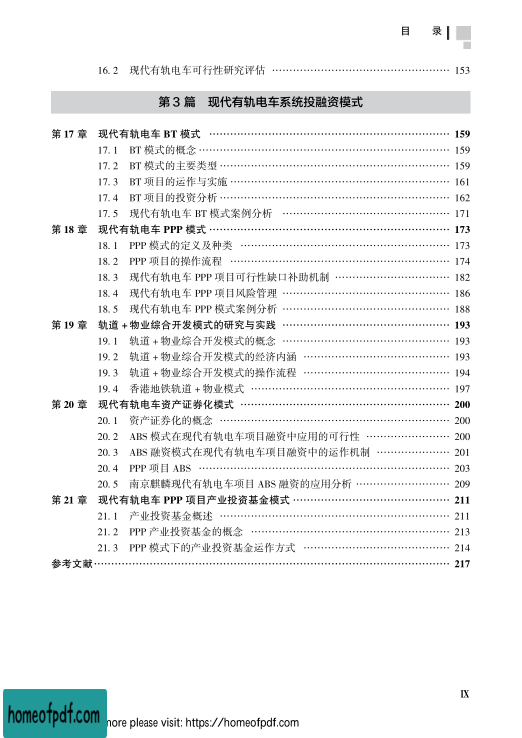 目 录
16. 2 现代有轨电车可行性研究评估 …… 153
第 3 篇 现代有轨电车系统投融资模式
第 17 章 现代有轨电车 BT 模式 …… 159
17. 1 BT 模式的概念 …… 159
17. 2 BT 模式的主要类型 …… 159
17. 3 BT 项目的运作与实施 …… 161
17. 4 BT 项目的投资分析 …… 162
17. 5 现代有轨电车 BT 模式案例分析 …… 171
第 18 章 现代有轨电车 PPP 模式 …… 173
18. 1 PPP 模式的定义及种类 …… 173
18. 2 PPP 项目的操作流程 …… 174
18. 3 现代有轨电车 PPP 项目可行性缺口补助机制 …… 182
18. 4 现代有轨电车 PPP 项目风险管理 …… 186
18. 5 现代有轨电车 PPP 模式案例分析 …… 188
第 19 章 轨道 + 物业综合开发模式的研究与实践 …… 193
19. 1 轨道 + 物业综合开发模式的概念 …… 193
19. 2 轨道 + 物业综合开发模式的经济内涵 …… 193
19. 3 轨道 + 物业综合开发模式的操作流程 …… 194
19. 4 香港地铁轨道 + 物业模式 …… 197
第 20 章 现代有轨电车资产证券化模式 …… 200
20. 1 资产证券化的概念 …… 200
20. 2 ABS 模式在现代有轨电车项目融资中应用的可行性 …… 200
20. 3 ABS 融资模式在现代有轨电车项目融资中的运作机制 …… 201
20. 4 PPP 项目 ABS …… 203
20. 5 南京麒麟现代有轨电车项目 ABS 融资的应用分析 …… 209
第 21 章 现代有轨电车 PPP 项目产业投资基金模式 …… 211
21. 1 产业投资基金概述 …… 211
21. 2 PPP 产业投资基金的概念 …… 213
21. 3 PPP 模式下的产业投资基金运作方式 …… 214
参考文献 …… 217
IX
homeofpdf.com
more please visit: https://homeofpdf.com